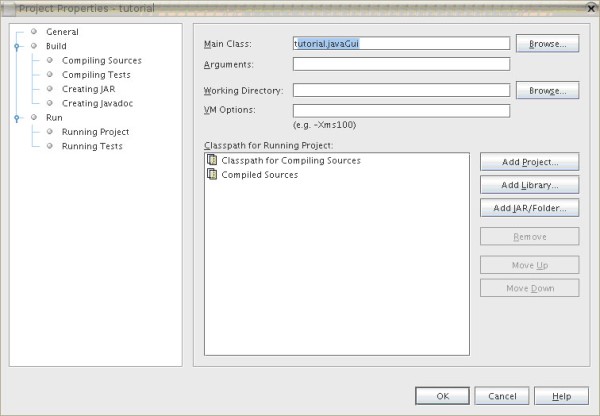 Project Properties - tutorial
General
Build
Compiling Sources
Compiling Tests
Creating JAR
Creating Javadoc
Run
Running Project
Running Tests
Main Class: tutorial.javaGui Browse...
Arguments:
Working Directory: Browse...
VM Options:
(e.g. -Xms100)
Classpath for Running Project:
Classpath for Compiling Sources
Compiled Sources
Add Project...
Add Library...
Add JAR/Folder...
Remove
Move Up
Move Down
OK Cancel Help